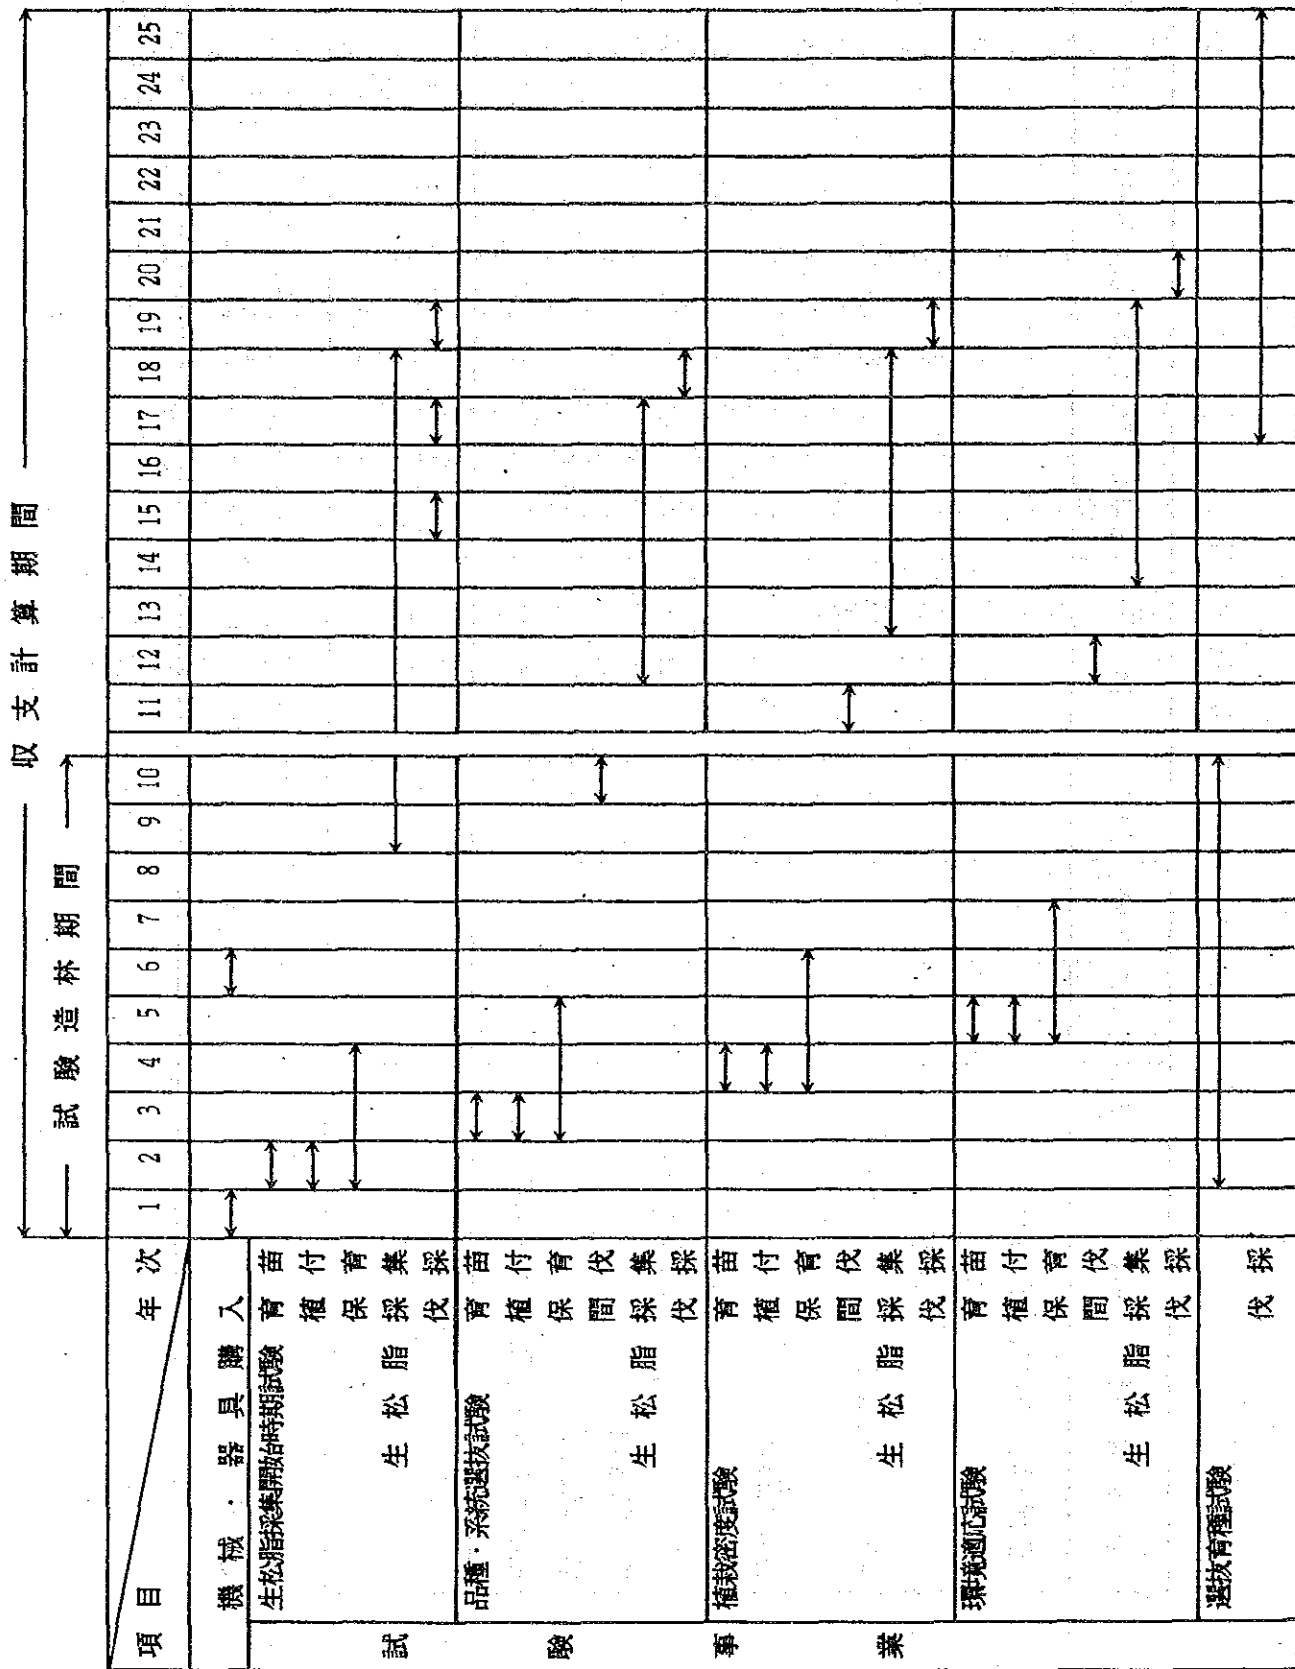 収支計算期間
試験造林期間
項目 年次 1 2 3 4 5 6 7 8 9 10 11 12 13 14 15 16 17 18 19 20 21 22 23 24 25
機械・器具購入
試験事業
生松脂採集開始時期試験
育苗
植付
保育
生松脂採集
伐採
品種・系統選抜試験
育苗
植付
保育
間伐
生松脂採集
伐採
植栽密度試験
育苗
植付
保育
間伐
生松脂採集
伐採
環境適応試験
育苗
植付
保育
間伐
生松脂採集
伐採
選抜育種試験
伐採